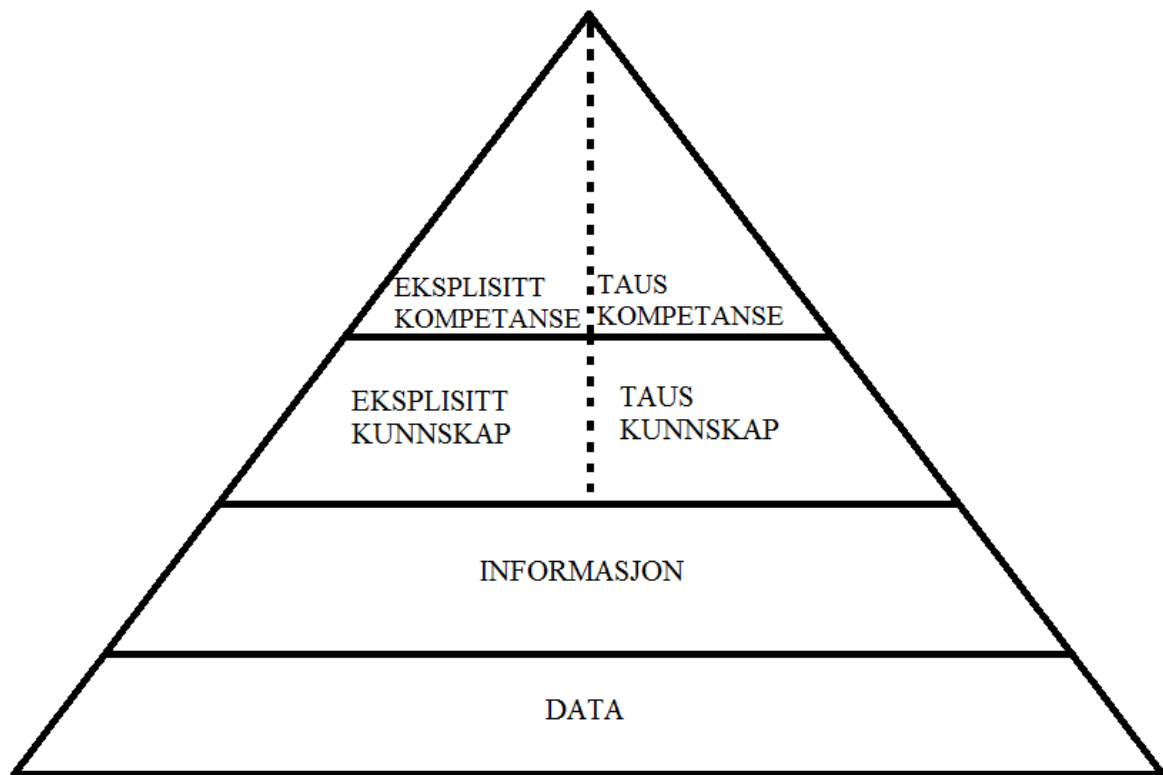 EKSPLISITT
KOMPETANSE
TAUS
KOMPETANSE
EKSPLISITT
KUNNSKAP
TAUS
KUNNSKAP
INFORMASJON
DATA